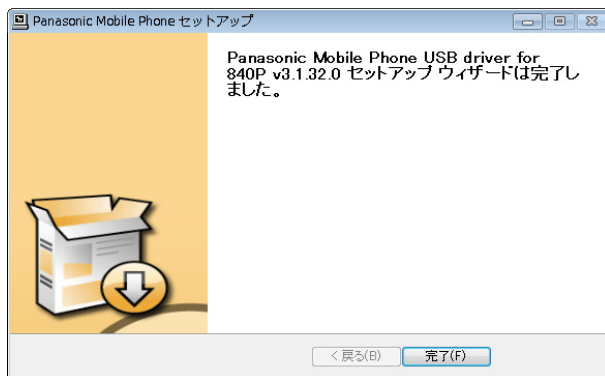 Panasonic Mobile Phone セットアップ
Panasonic Mobile Phone USB driver for
840P v3.1.32.0 セットアップ ウィザードは完了し
ました。
< 戻る(B)
完了(F)